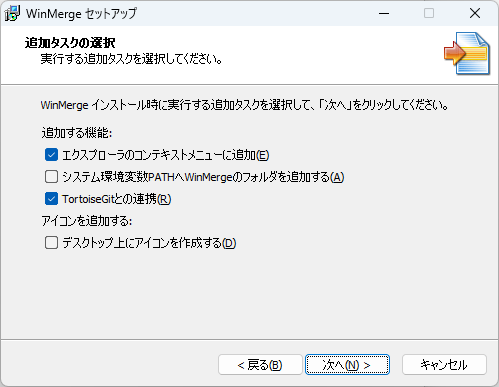 WinMerge セットアップ
追加タスクの選択
実行する追加タスクを選択してください。
WinMerge インストール時に実行する追加タスクを選択して、「次へ」をクリックしてください。
追加する機能:
エクスプローラのコンテキストメニューに追加(E)
システム環境変数PATHへWinMergeのフォルダを追加する(A)
TortoiseGitとの連携(R)
アイコンを追加する:
デスクトップ上にアイコンを作成する(D)
< 戻る(B) 次へ(N) > キャンセル